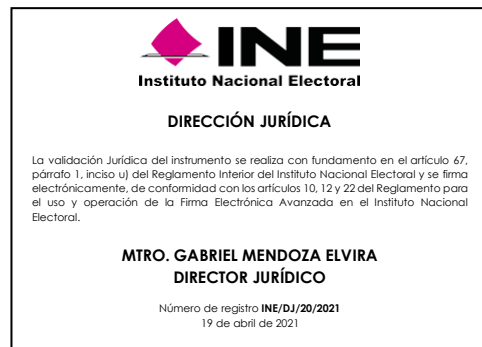 INE
Instituto Nacional Electoral
DIRECCIÓN JURÍDICA
La validación Jurídica del instrumento se realiza con fundamento en el artículo 67,
párrafo 1, inciso u) del Reglamento Interior del Instituto Nacional Electoral y se firma
electrónicamente, de conformidad con los artículos 10, 12 y 22 del Reglamento para
el uso y operación de la Firma Electrónica Avanzada en el Instituto Nacional
Electoral.
MTRO. GABRIEL MENDOZA ELVIRA
DIRECTOR JURÍDICO
Número de registro INE/DJ/20/2021
19 de abril de 2021